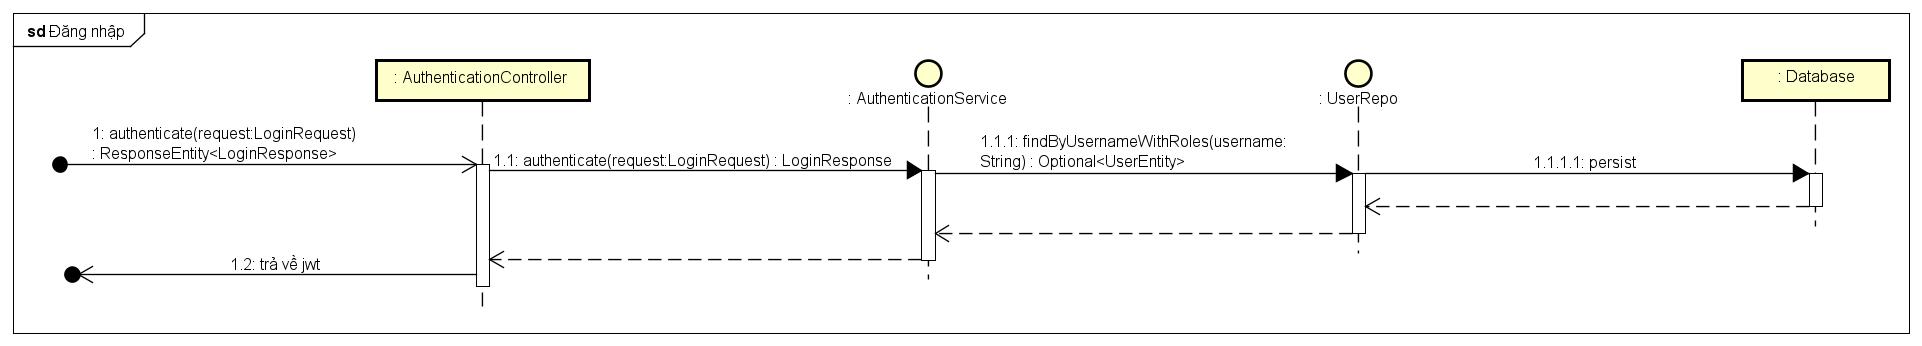 sd Đăng nhập
: AuthenticationController
: AuthenticationService
: UserRepo
: Database
1: authenticate(request:LoginRequest)
: ResponseEntity<LoginResponse>
1.1: authenticate(request:LoginRequest) : LoginResponse
1.1.1: findByUsernameWithRoles(username:
String) : Optional<UserEntity>
1.1.1.1: persist
1.2: trả về jwt